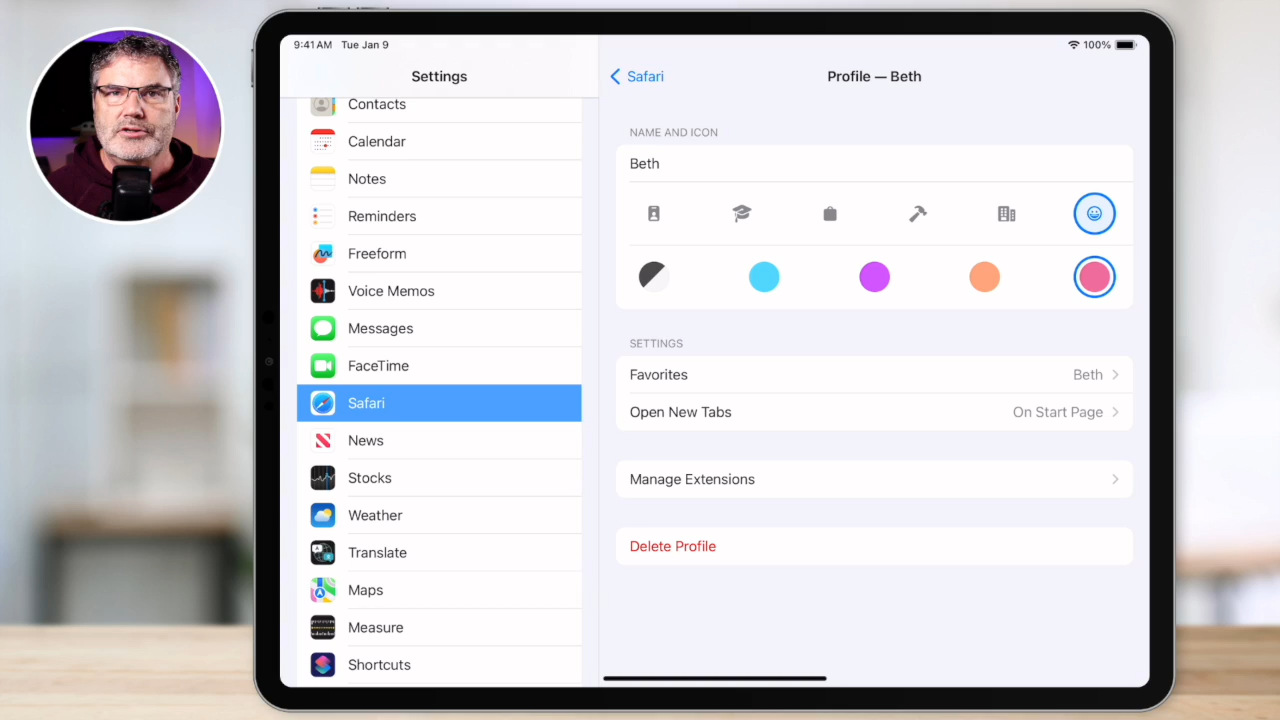 9:41 AM Tue Jan 9
100%
Settings
Contacts
Calendar
Notes
Reminders
Freeform
Voice Memos
Messages
FaceTime
Safari
News
Stocks
Weather
Translate
Maps
Measure
Shortcuts
Safari
Profile — Beth
NAME AND ICON
Beth
SETTINGS
Favorites Beth
Open New Tabs On Start Page
Manage Extensions
Delete Profile